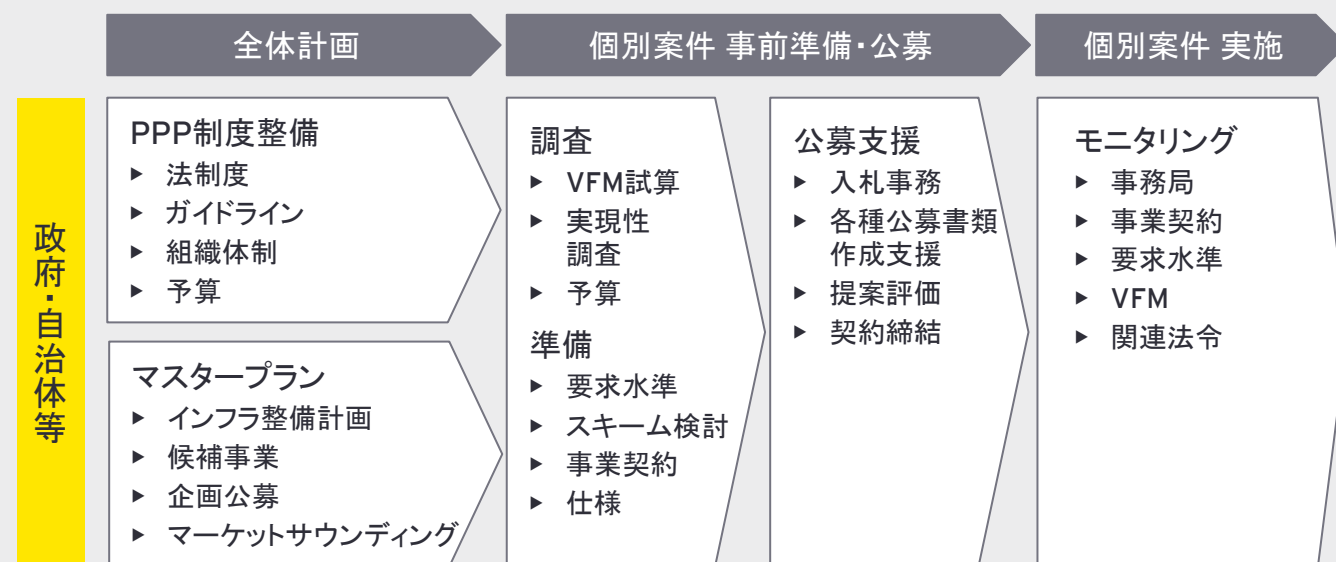 全体計画
個別案件 事前準備・公募
個別案件 実施
政府・自治体等
PPP制度整備
▶ 法制度
▶ ガイドライン
▶ 組織体制
▶ 予算
マスタープラン
▶ インフラ整備計画
▶ 候補事業
▶ 企画公募
▶ マーケットサウンディング
調査
▶ VFM試算
▶ 実現性
調査
▶ 予算
準備
▶ 要求水準
▶ スキーム検討
▶ 事業契約
▶ 仕様
公募支援
▶ 入札事務
▶ 各種公募書類
作成支援
▶ 提案評価
▶ 契約締結
モニタリング
▶ 事務局
▶ 事業契約
▶ 要求水準
▶ VFM
▶ 関連法令